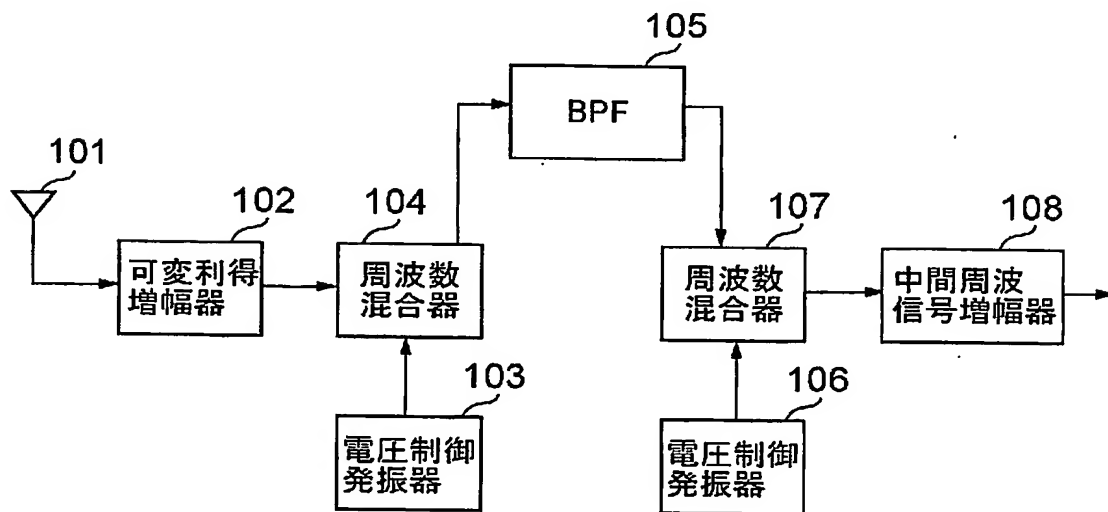 105
BPF
101
102
104
107
108
可変利得
増幅器
周波数
混合器
周波数
混合器
中間周波
信号増幅器
103
106
電圧制御
発振器
電圧制御
発振器